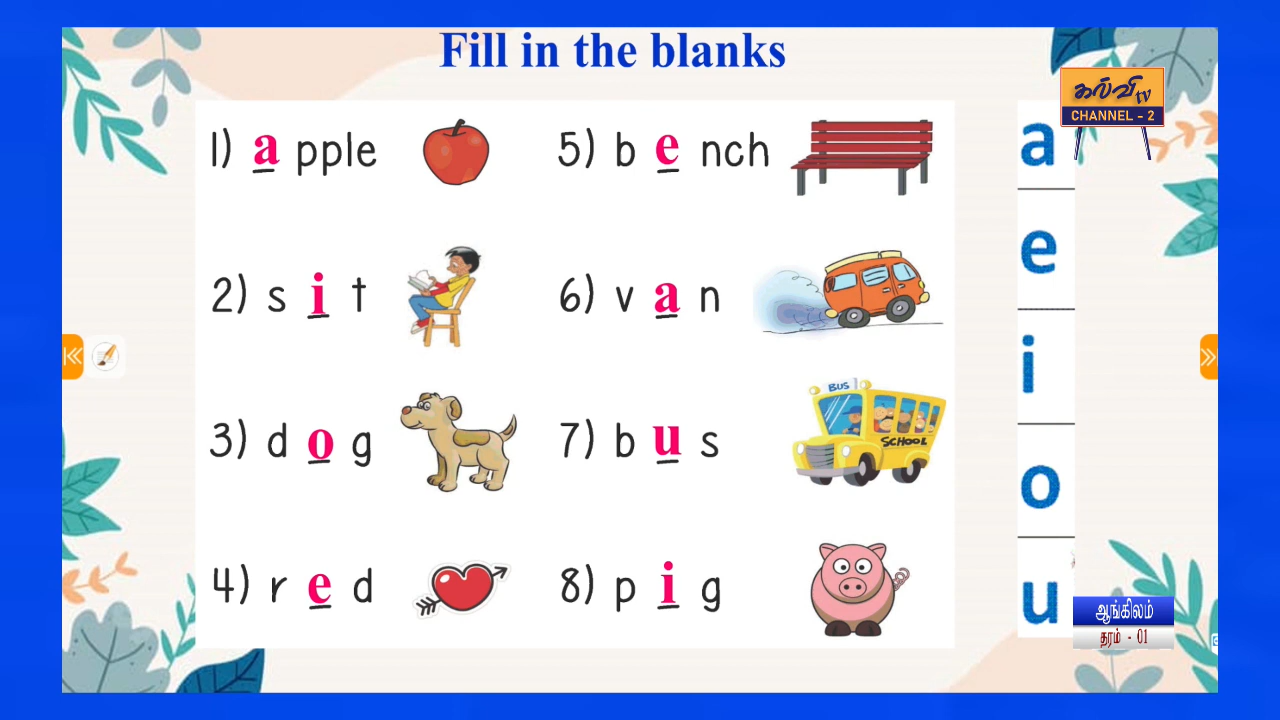 Fill in the blanks
1) a pple
2) s i t
3) d o g
4) r e d
5) b e nch
6) v a n
7) b u s
8) p i g
BUS
SCHOOL
a
e
i
o
u
கல்வி tv
CHANNEL - 2
ஆங்கிலம்
தரம் - 01